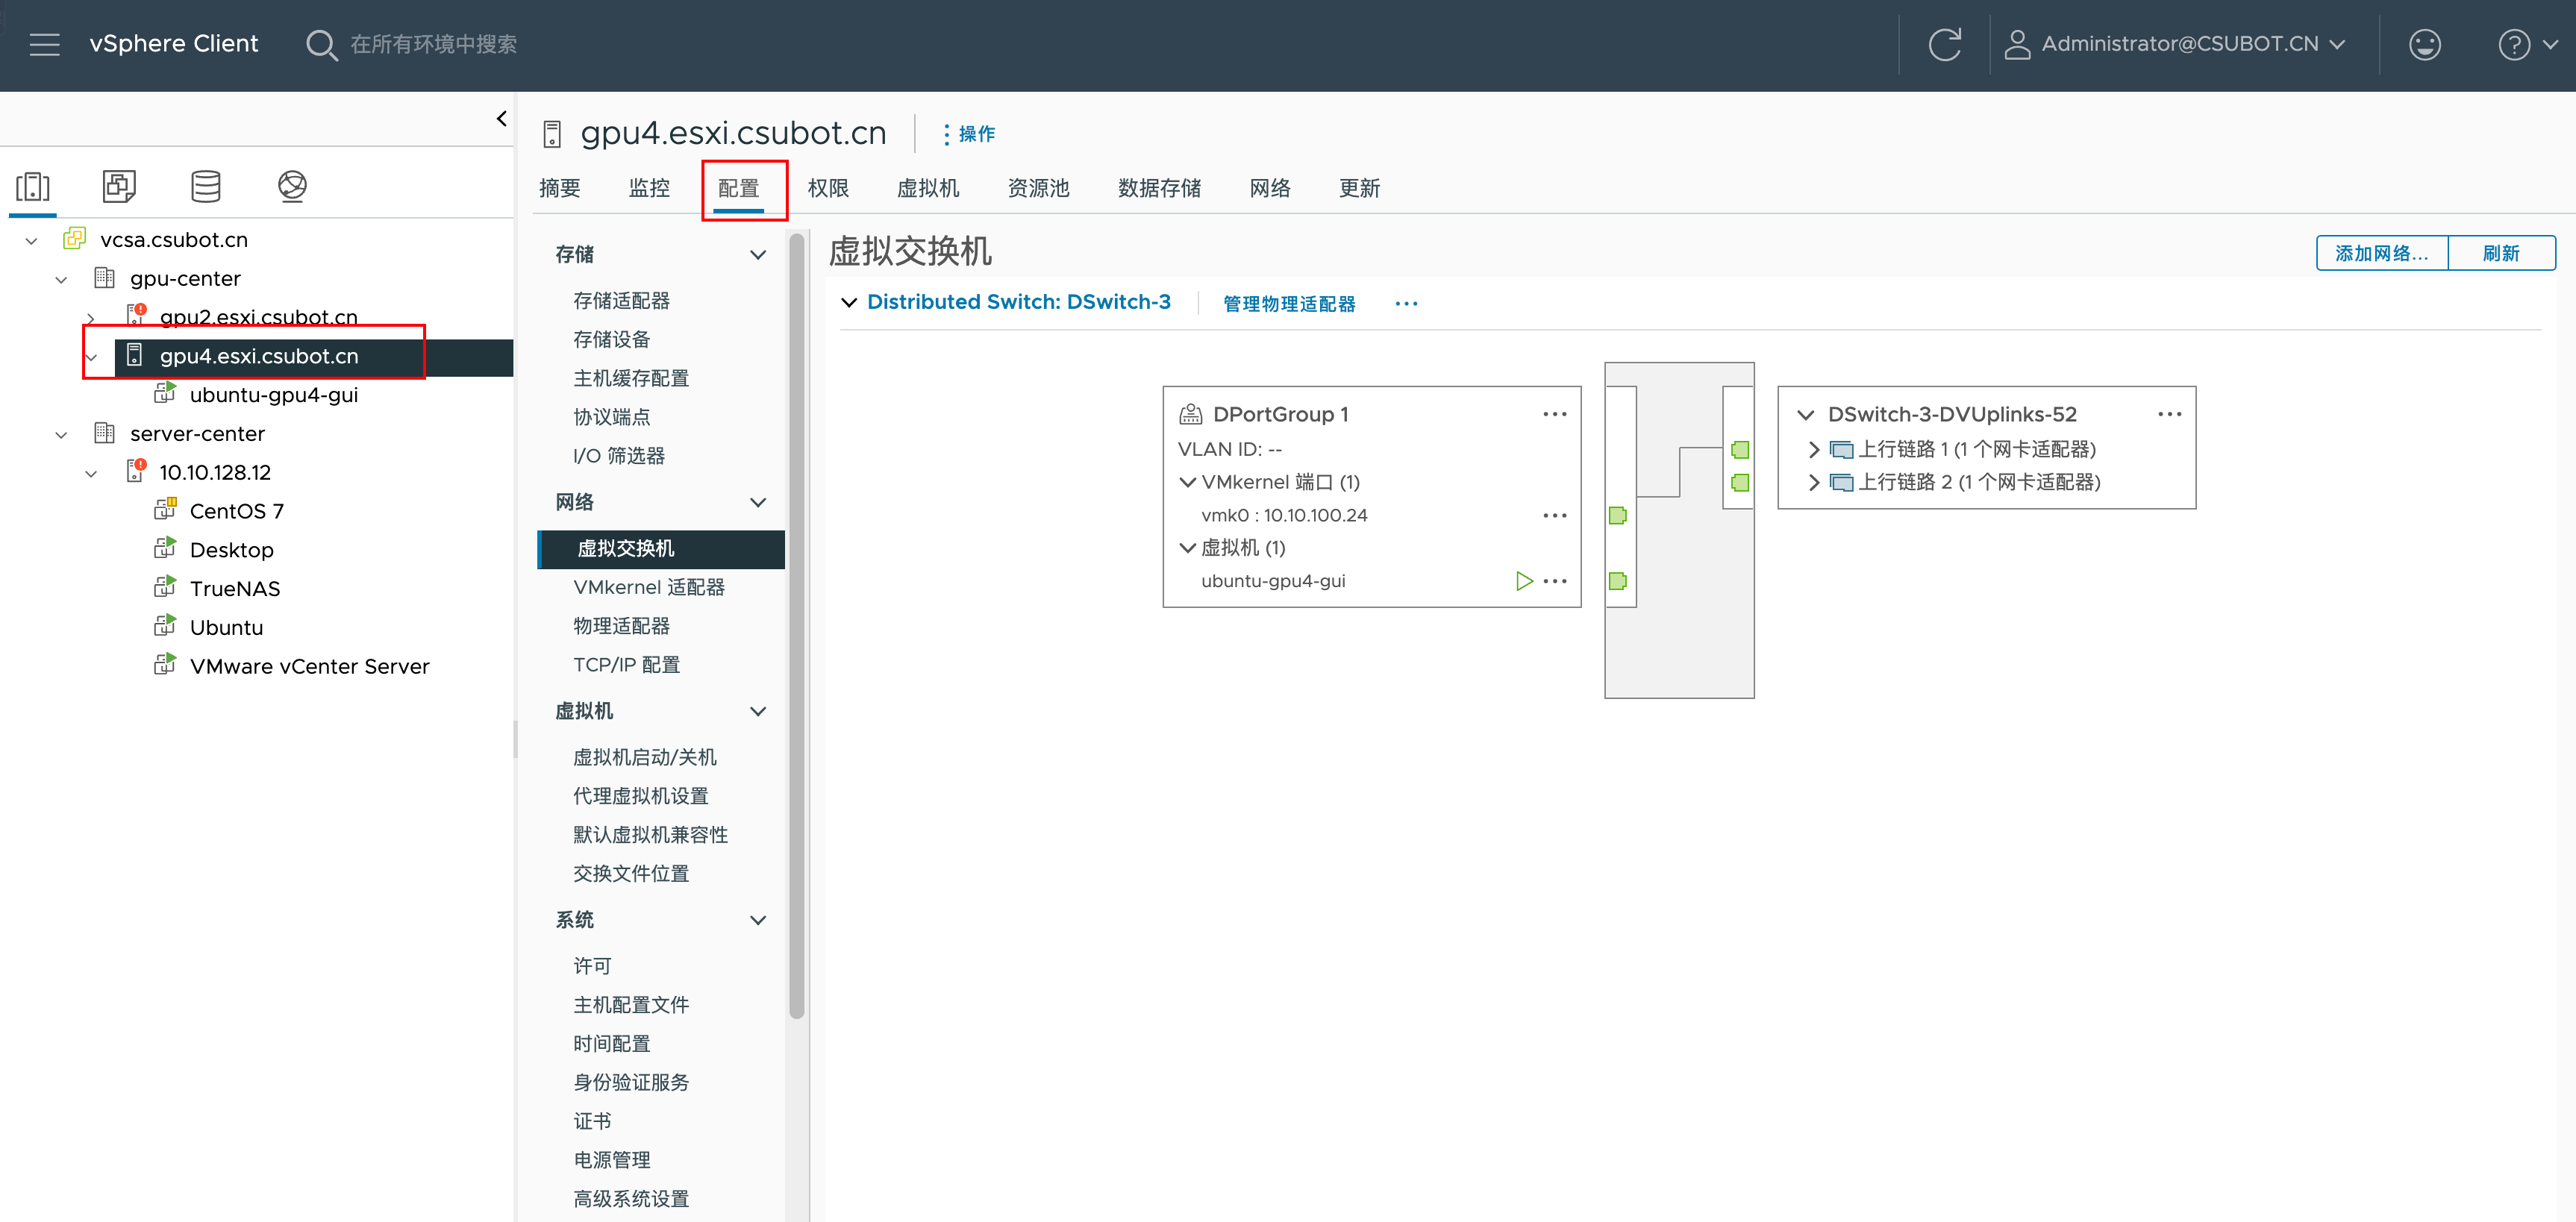 vSphere Client
在所有环境中搜索
Administrator@CSUBOT.CN
vcsa.csubot.cn
gpu-center
gpu2.esxi.csubot.cn
gpu4.esxi.csubot.cn
ubuntu-gpu4-gui
server-center
10.10.128.12
CentOS 7
Desktop
TrueNAS
Ubuntu
VMware vCenter Server
gpu4.esxi.csubot.cn
操作
摘要 监控 配置 权限 虚拟机 资源池 数据存储 网络 更新
存储
存储适配器
存储设备
主机缓存配置
协议端点
I/O 筛选器
网络
虚拟交换机
VMkernel 适配器
物理适配器
TCP/IP 配置
虚拟机
虚拟机启动/关机
代理虚拟机设置
默认虚拟机兼容性
交换文件位置
系统
许可
主机配置文件
时间配置
身份验证服务
证书
电源管理
高级系统设置
虚拟交换机
添加网络... 刷新
Distributed Switch: DSwitch-3 管理物理适配器 ...
DPortGroup 1 ...
VLAN ID: --
VMkernel 端口 (1)
vmk0 : 10.10.100.24 ...
虚拟机 (1)
ubuntu-gpu4-gui ...
DSwitch-3-DVUplinks-52 ...
上行链路 1 (1 个网卡适配器)
上行链路 2 (1 个网卡适配器)